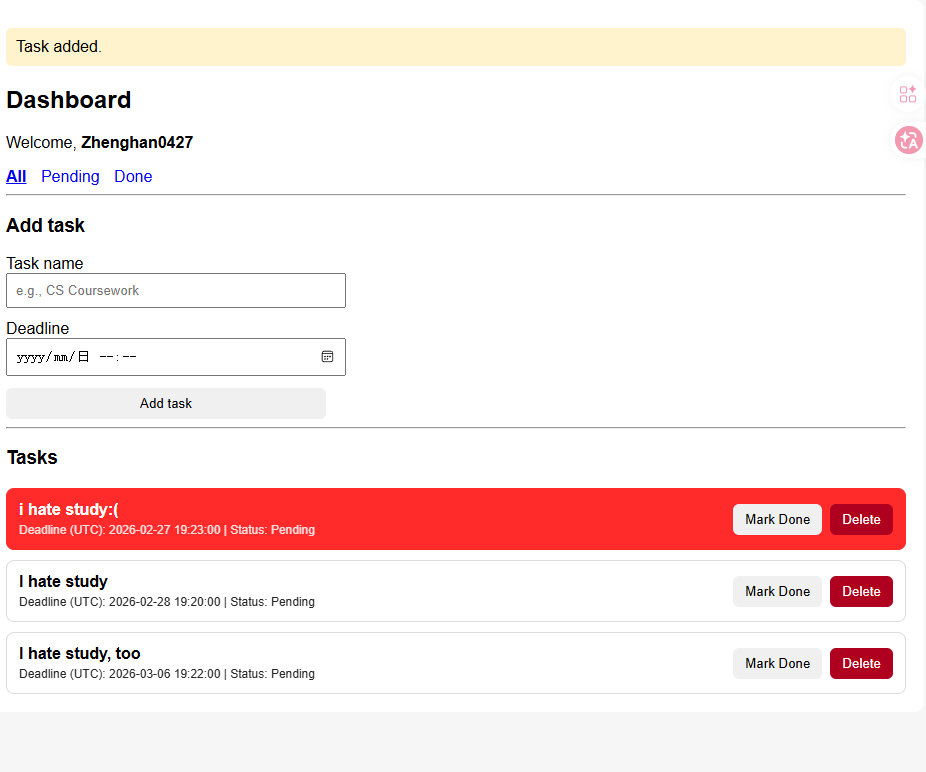 Task added.
Dashboard
Welcome, Zhenghan0427
All Pending Done
Add task
Task name
e.g., CS Coursework
Deadline
yyyy/mm/日 --:--
Add task
Tasks
i hate study:(
Deadline (UTC): 2026-02-27 19:23:00 | Status: Pending
Mark Done Delete
I hate study
Deadline (UTC): 2026-02-28 19:20:00 | Status: Pending
Mark Done Delete
I hate study, too
Deadline (UTC): 2026-03-06 19:22:00 | Status: Pending
Mark Done Delete